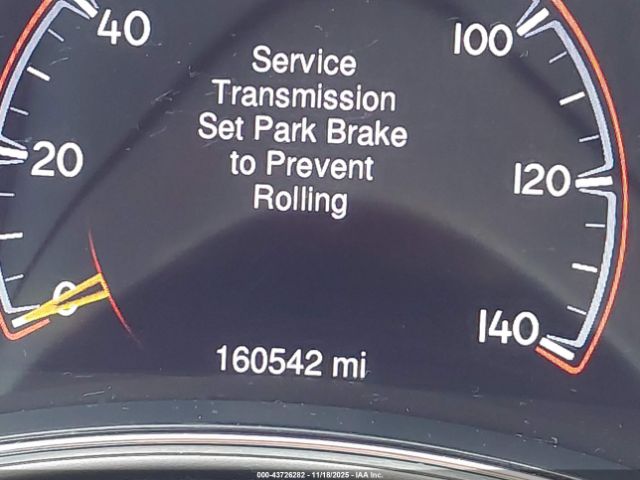 40
100
Service
Transmission
Set Park Brake
to Prevent
Rolling
20
120
0
140
160542 mi
000-43726282 - 11/18/2025 - IAA Inc.